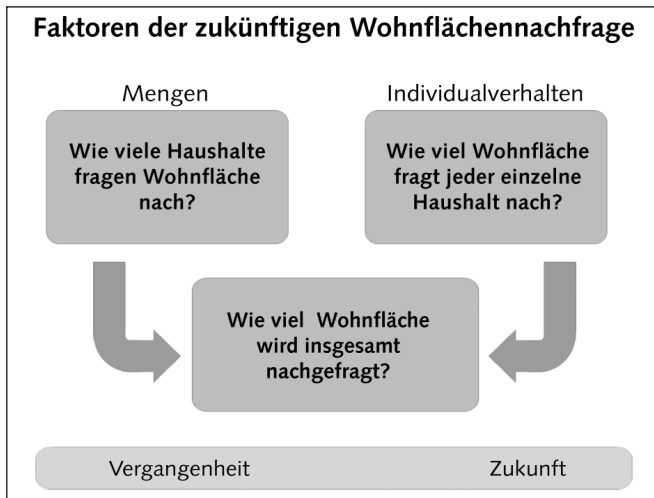 Faktoren der zukünftigen Wohnflächennachfrage
Mengen
Individualverhalten
Wie viele Haushalte
fragen Wohnfläche
nach?
Wie viel Wohnfläche
fragt jeder einzelne
Haushalt nach?
Wie viel Wohnfläche
wird insgesamt
nachgefragt?
Vergangenheit
Zukunft